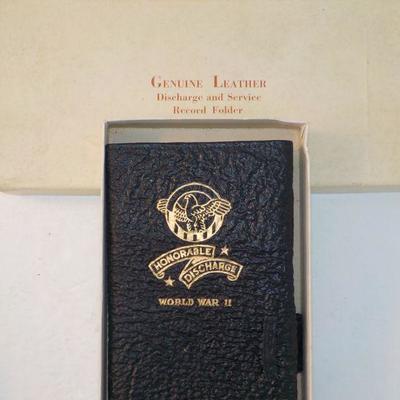 GENUINE LEATHER
Discharge and Service
Record Folder
HONORABLE
DISCHARGE
WORLD WAR II